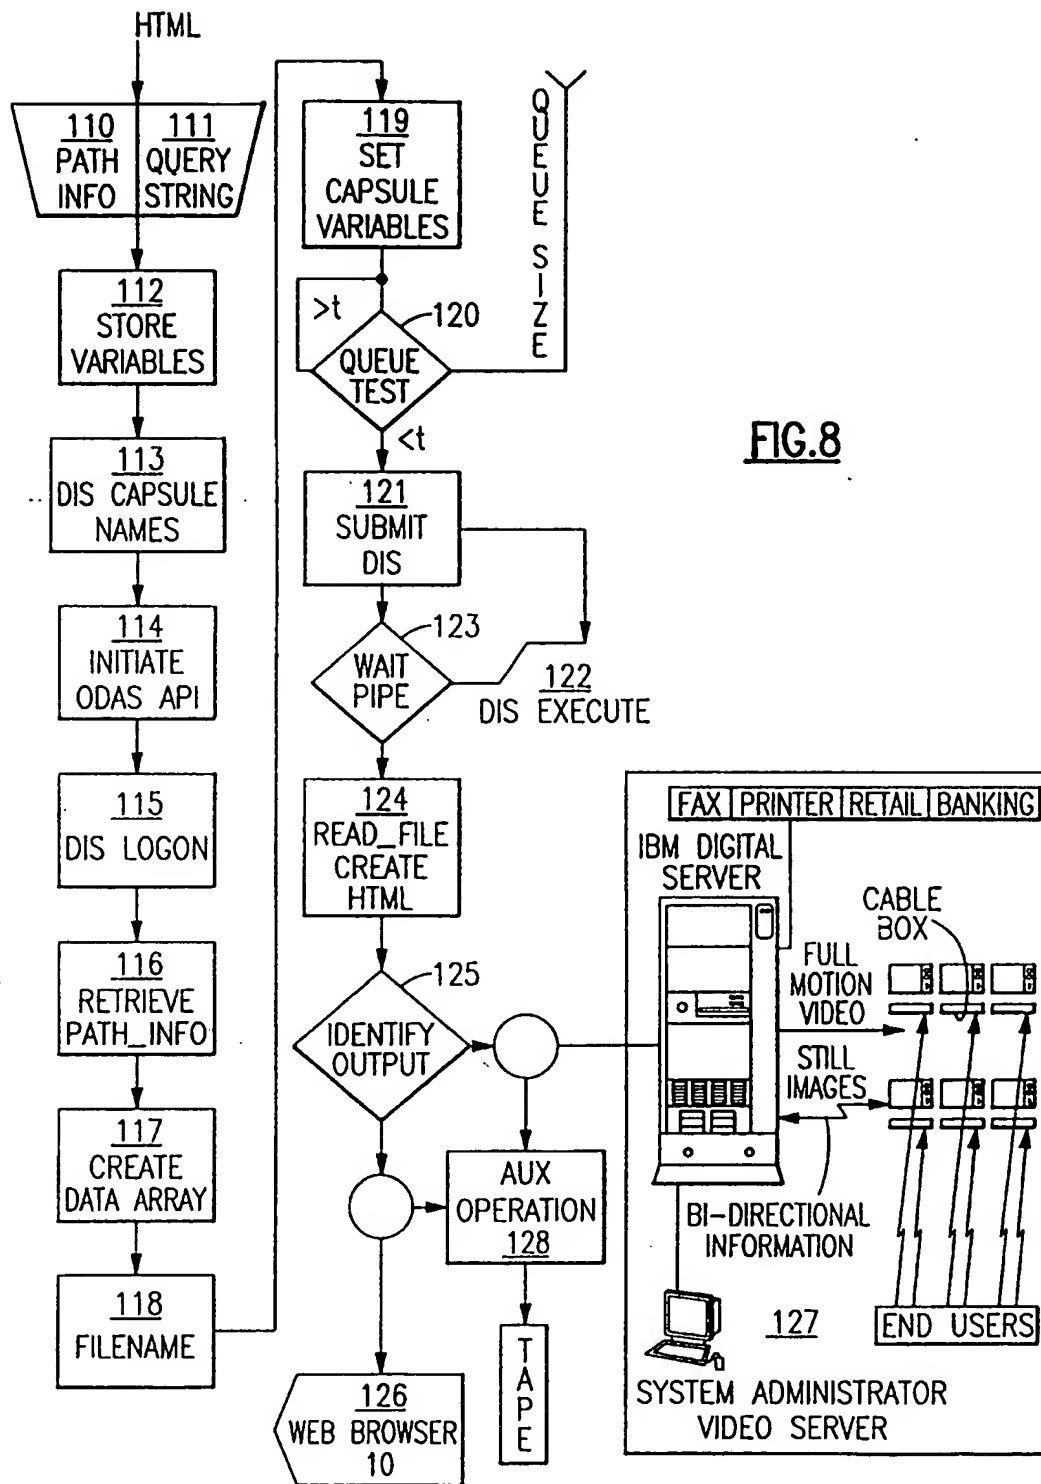 HTML
110
PATH
INFO
111
QUERY
STRING
112
STORE
VARIABLES
113
DIS CAPSULE
NAMES
114
INITIATE
ODAS API
115
DIS LOGON
116
RETRIEVE
PATH_INFO
117
CREATE
DATA ARRAY
118
FILENAME
119
SET
CAPSULE
VARIABLES
QUEUE SIZE
>t
120
QUEUE
TEST
<t
121
SUBMIT
DIS
123
WAIT
PIPE
122
DIS EXECUTE
124
READ_FILE
CREATE
HTML
125
IDENTIFY
OUTPUT
AUX
OPERATION
128
TAPE
126
WEB BROWSER
10
FIG.8
FAX PRINTER RETAIL BANKING
IBM DIGITAL
SERVER
CABLE
BOX
FULL
MOTION
VIDEO
STILL
IMAGES
BI-DIRECTIONAL
INFORMATION
127
END USERS
SYSTEM ADMINISTRATOR
VIDEO SERVER